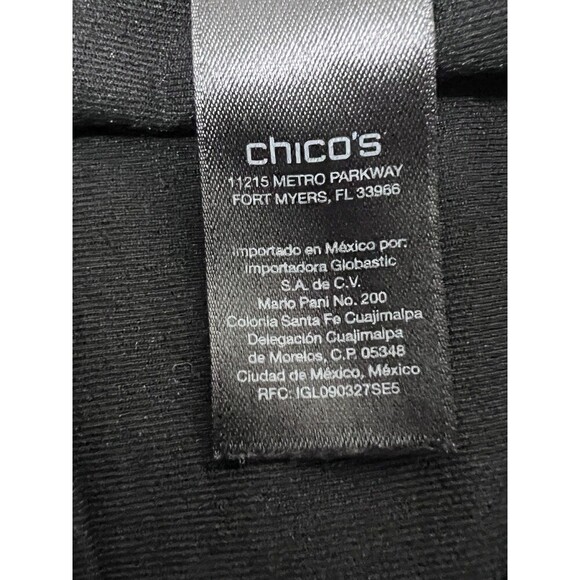 chico's
11215 METRO PARKWAY
FORT MYERS, FL 33966
Importado en México por:
Importadora Globastic
S.A. de C.V.
Mario Pani No. 200
Colonia Santa Fe Cuajimalpa
Delegación Cuajimalpa
de Morelos, C.P. 05348
Ciudad de México, México
RFC: IGL090327SE5